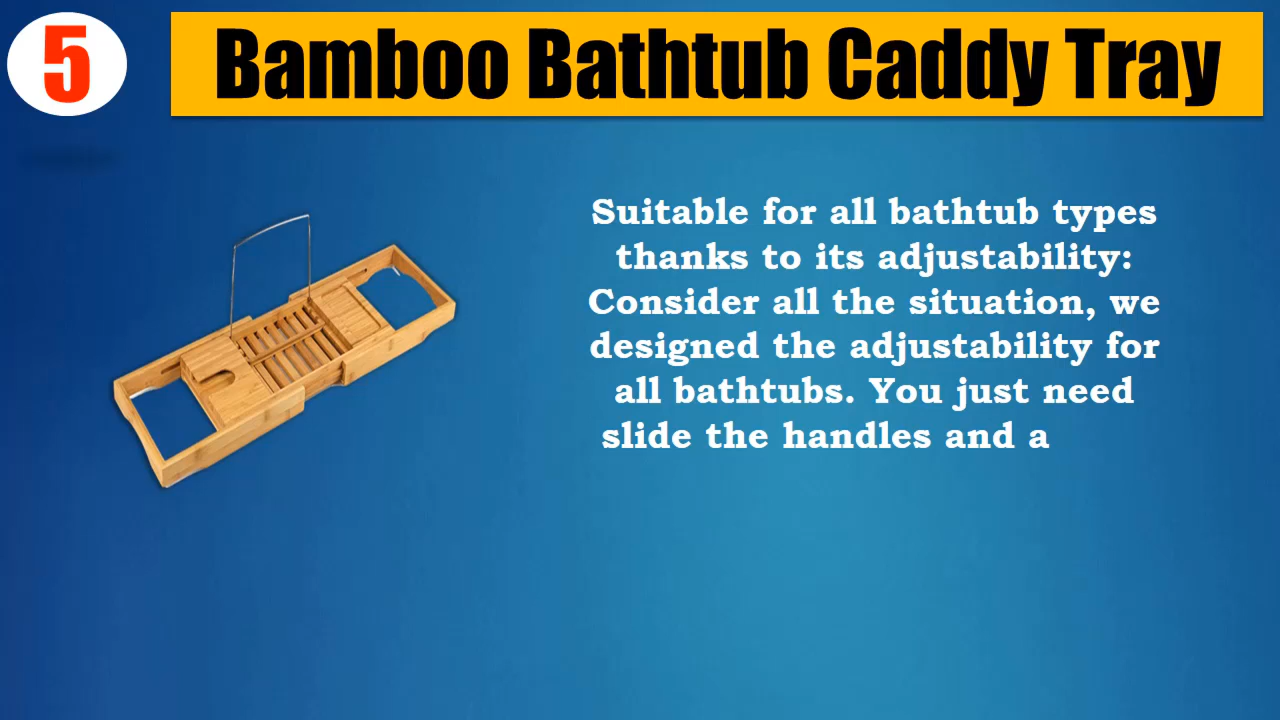 5
Bamboo Bathtub Caddy Tray
Suitable for all bathtub types
thanks to its adjustability:
Consider all the situation, we
designed the adjustability for
all bathtubs. You just need
slide the handles and a